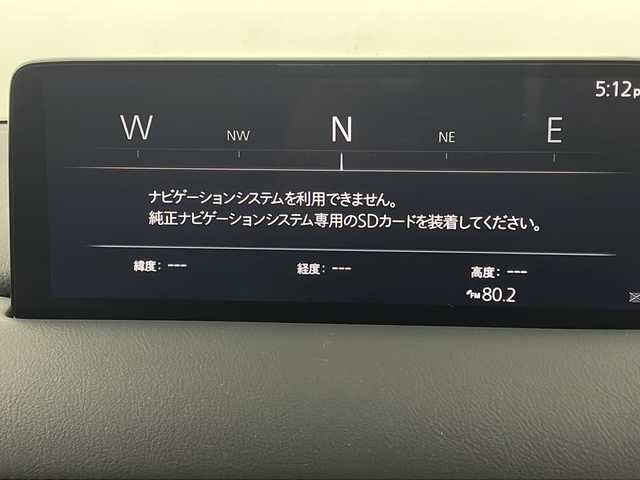 5:12p
W NW N NE E
ナビゲーションシステムを利用できません。
純正ナビゲーションシステム専用のSDカードを装着してください。
緯度: --- 経度: --- 高度: ---
FM 80.2